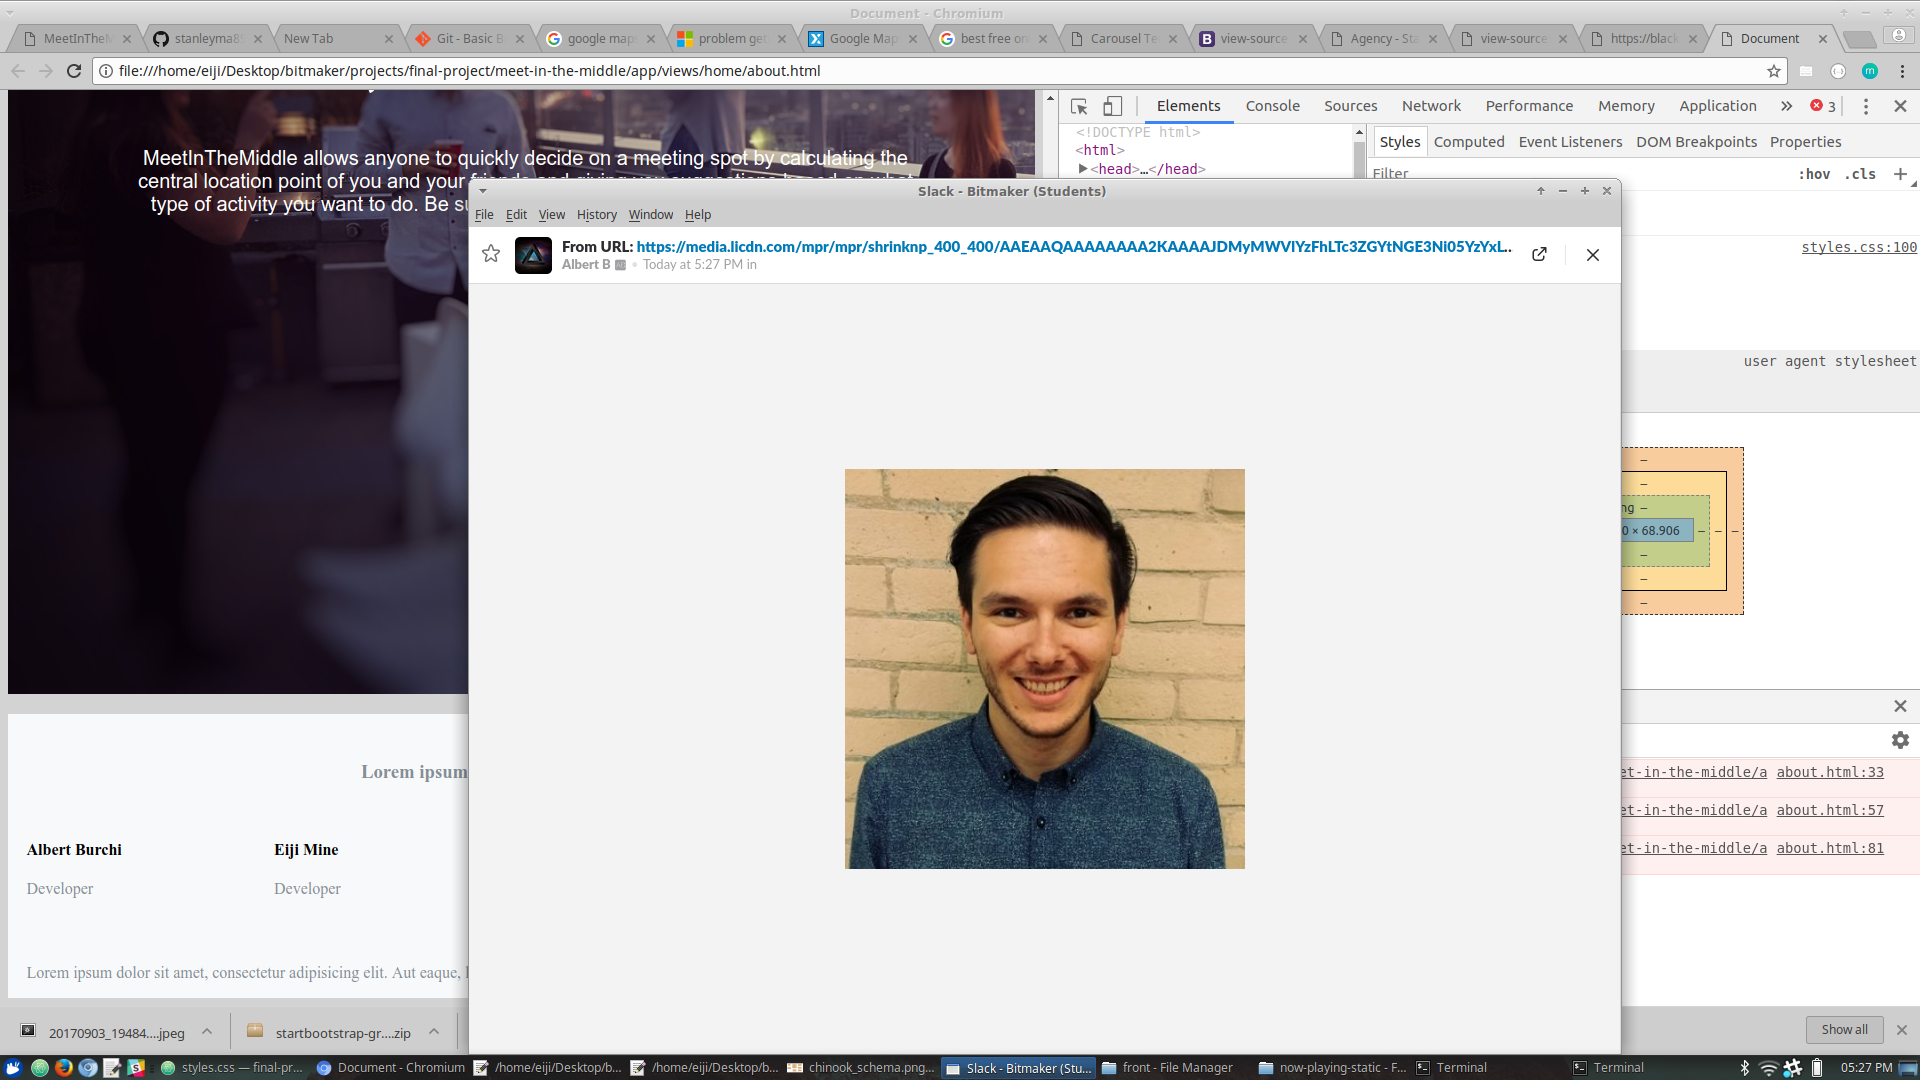 Document - Chromium
MeetInTheM
stanleyma89
New Tab
Git - Basic B
google map
problem get
Google Map
best free on
Carousel Te
view-source
Agency - Sta
view-source
https://black
Document
file:///home/eiji/Desktop/bitmaker/projects/final-project/meet-in-the-middle/app/views/home/about.html
m
MeetInTheMiddle allows anyone to quickly decide on a meeting spot by calculating the
central location point of you and your friends and giving you suggestions based on what
type of activity you want to do. Be su
Elements Console Sources Network Performance Memory Application » 3
<!DOCTYPE html>
<html>
<head>…</head>
Styles Computed Event Listeners DOM Breakpoints Properties
Filter :hov .cls +
styles.css:100
user agent stylesheet
Slack - Bitmaker (Students)
File Edit View History Window Help
From URL: https://media.licdn.com/mpr/mpr/shrinknp_400_400/AAEAAQAAAAAAAA2KAAAAJDMyMWVlYzFhLTc3ZGYtNGE3Ni05YzYxL...
Albert B • Today at 5:27 PM in
–
–
ng –
0 × 68.906 – – –
–
–
–
Lorem ipsum
Albert Burchi
Developer
Eiji Mine
Developer
Lorem ipsum dolor sit amet, consectetur adipisicing elit. Aut eaque, l
et-in-the-middle/a about.html:33
et-in-the-middle/a about.html:57
et-in-the-middle/a about.html:81
20170903_19484....jpeg
startbootstrap-gr....zip
Show all
styles.css — final-pr...
Document - Chromium
/home/eiji/Desktop/b...
/home/eiji/Desktop/b...
chinook_schema.png...
Slack - Bitmaker (Stu...
front - File Manager
now-playing-static - F...
Terminal
Terminal
05:27 PM